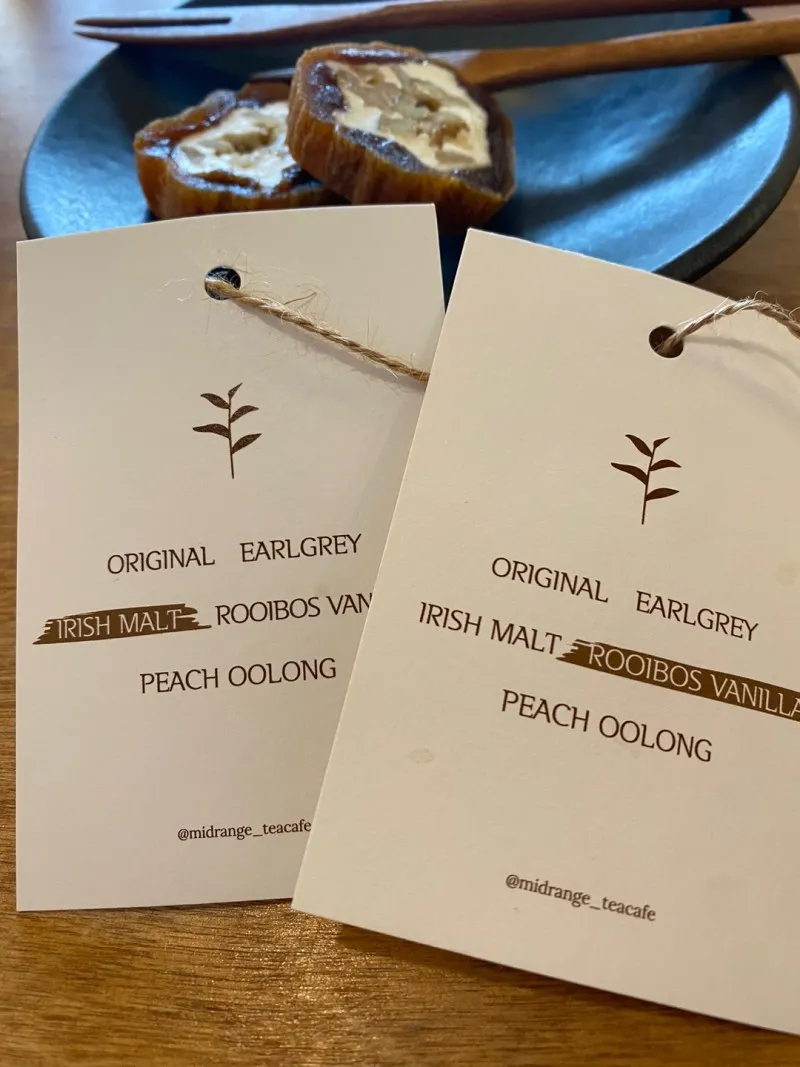 ORIGINAL EARLGREY
IRISH MALT ROOIBOS VAN
PEACH OOLONG
@midrange_teacafe
ORIGINAL EARLGREY
IRISH MALT ROOIBOS VANILLA
PEACH OOLONG
@midrange_teacafe